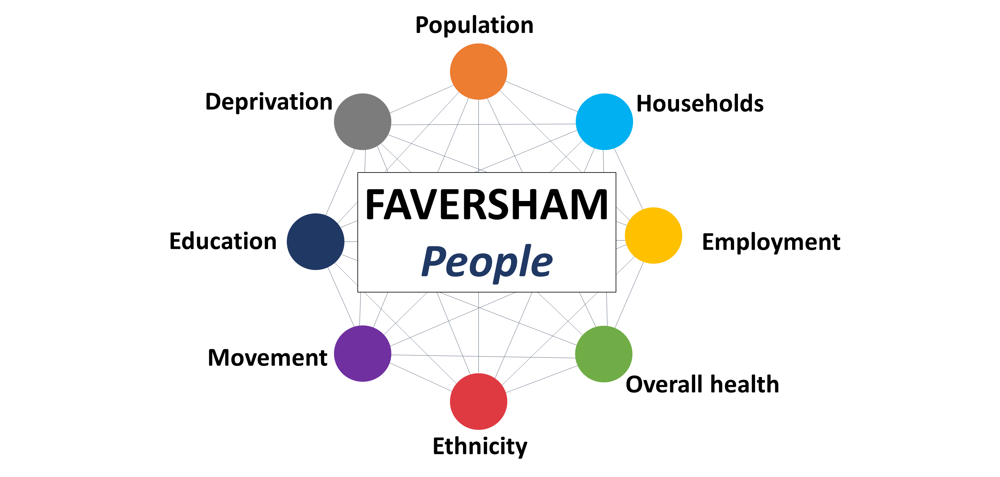 Population
Deprivation
Households
FAVERSHAM
People
Education
Employment
Movement
Overall health
Ethnicity